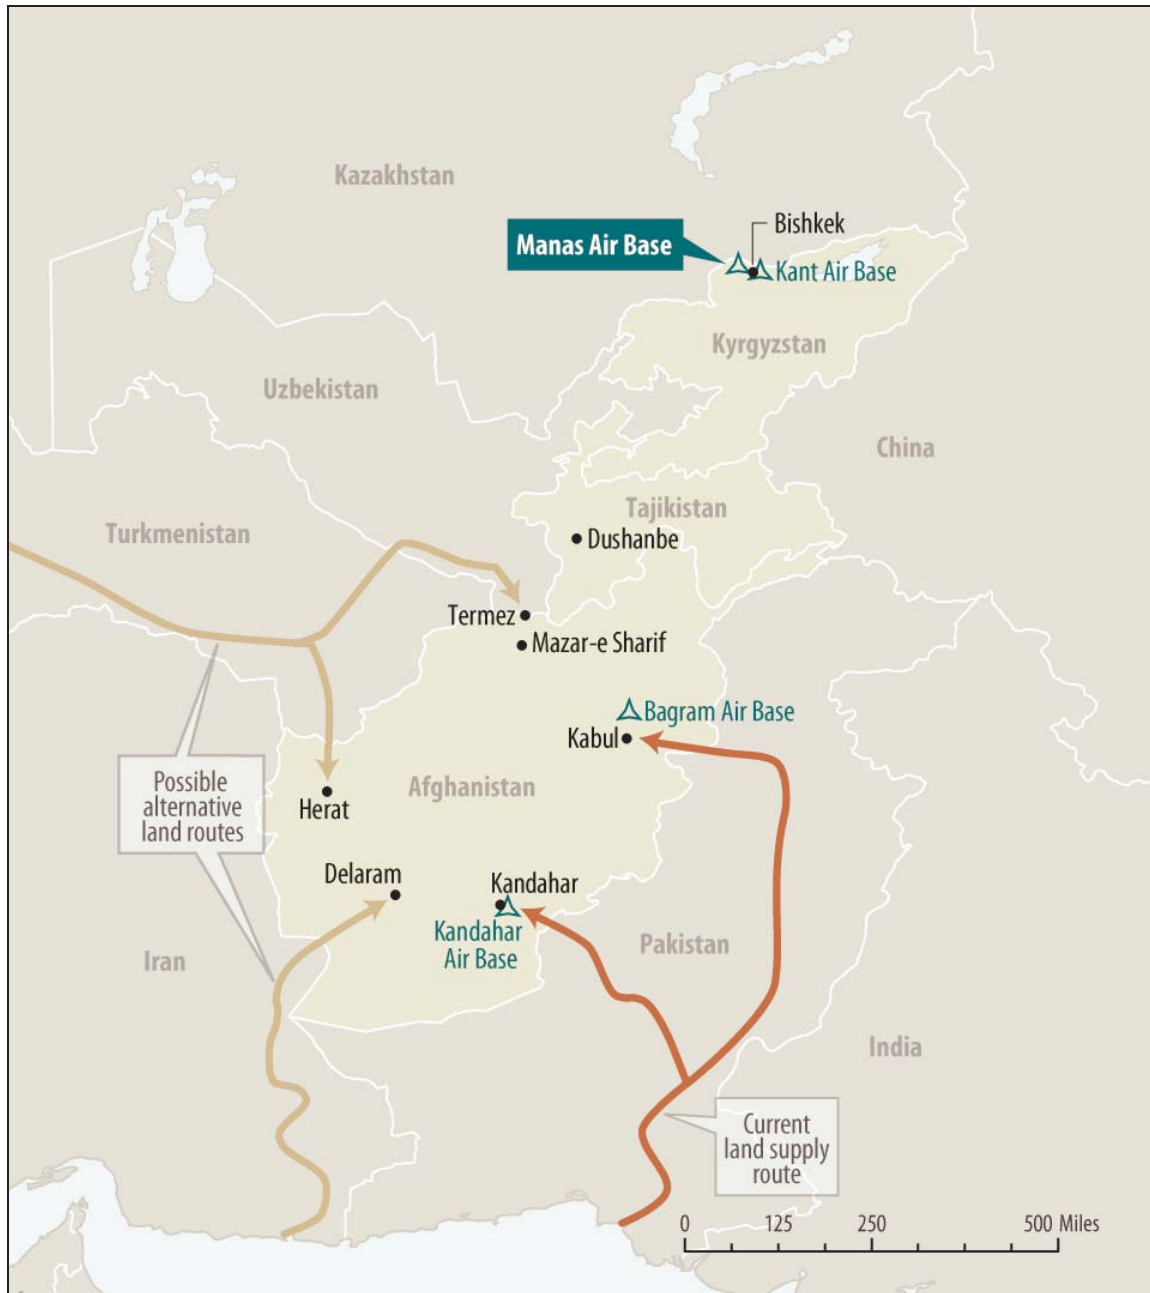 Kazakhstan
Bishkek
Manas Air Base
Kant Air Base
Kyrgyzstan
Uzbekistan
China
Tajikistan
Turkmenistan
Dushanbe
Termez
Mazar-e Sharif
Bagram Air Base
Kabul
Possible
alternative
land routes
Afghanistan
Herat
Delaram
Kandahar
Kandahar
Air Base
Pakistan
Iran
India
Current
land supply
route
0 125 250 500 Miles